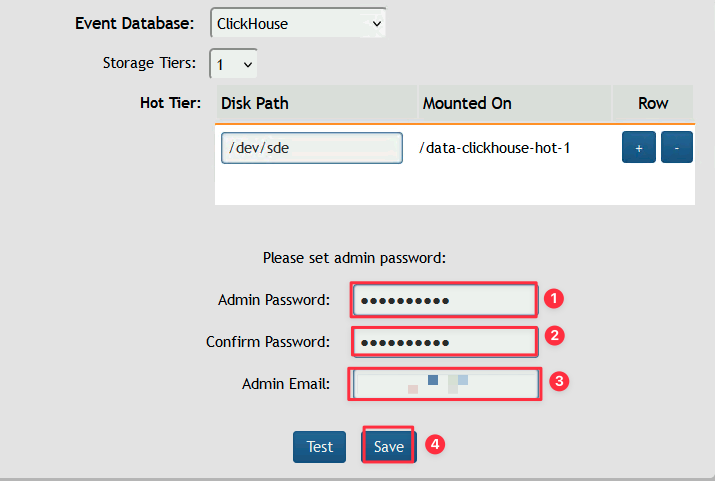 Event Database: ClickHouse
Storage Tiers: 1
Hot Tier: Disk Path Mounted On Row
/dev/sde /data-clickhouse-hot-1 + -
Please set admin password:
Admin Password: ●●●●●●●●●● 1
Confirm Password: ●●●●●●●●●● 2
Admin Email: 3
Test Save 4